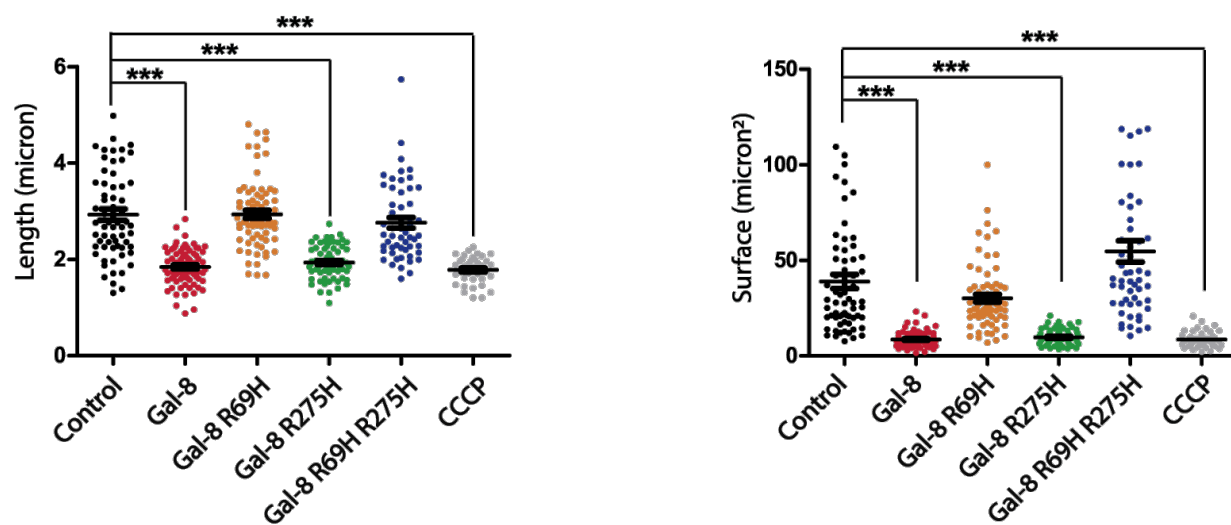 ***
***
***
6
4
2
0
Length (micron)
Control
Gal-8
Gal-8 R69H
Gal-8 R275H
Gal-8 R69H R275H
CCCP
***
***
***
150
100
50
0
Surface (micron²)
Control
Gal-8
Gal-8 R69H
Gal-8 R275H
Gal-8 R69H R275H
CCCP